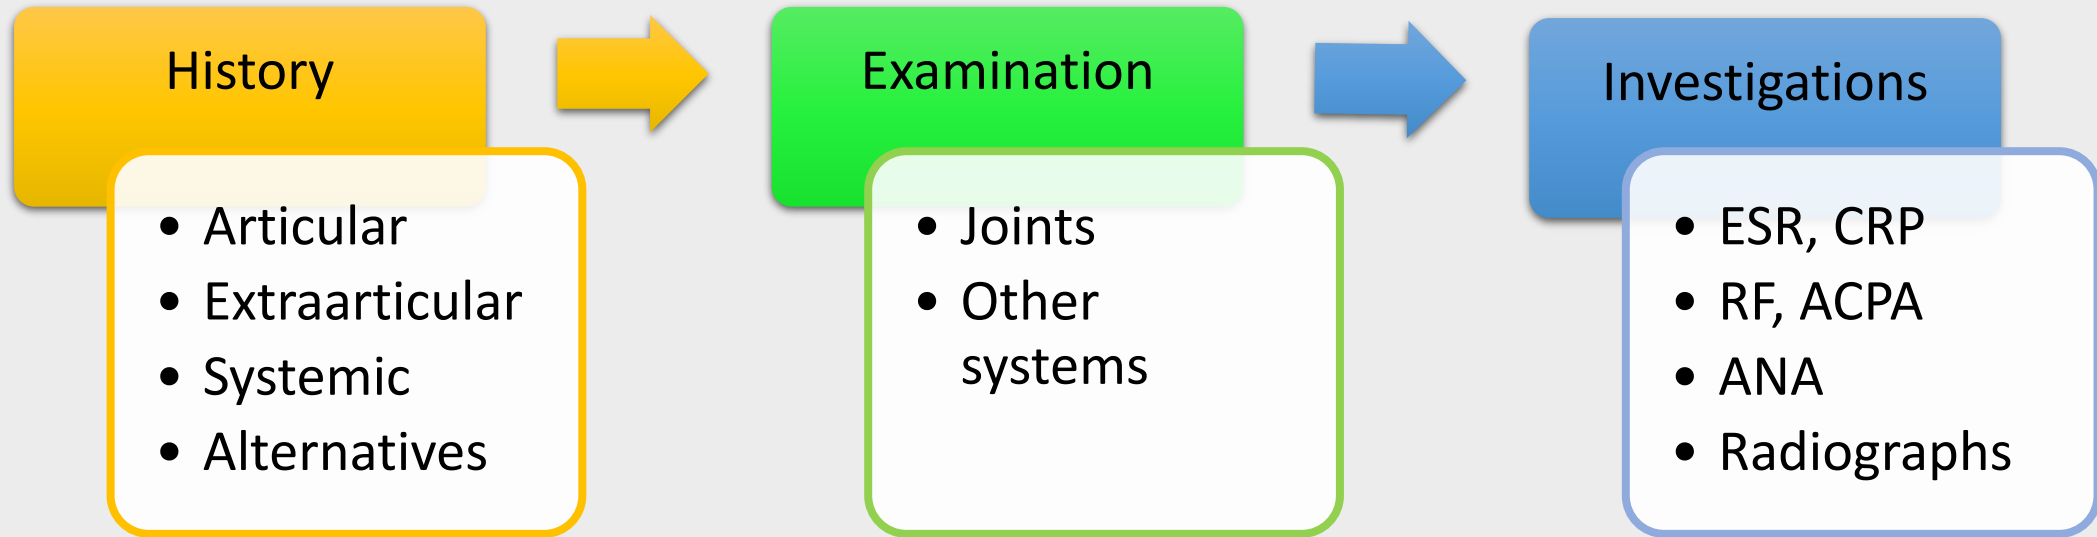 History
• Articular
• Extraarticular
• Systemic
• Alternatives
Examination
• Joints
• Other
systems
Investigations
• ESR, CRP
• RF, ACPA
• ANA
• Radiographs